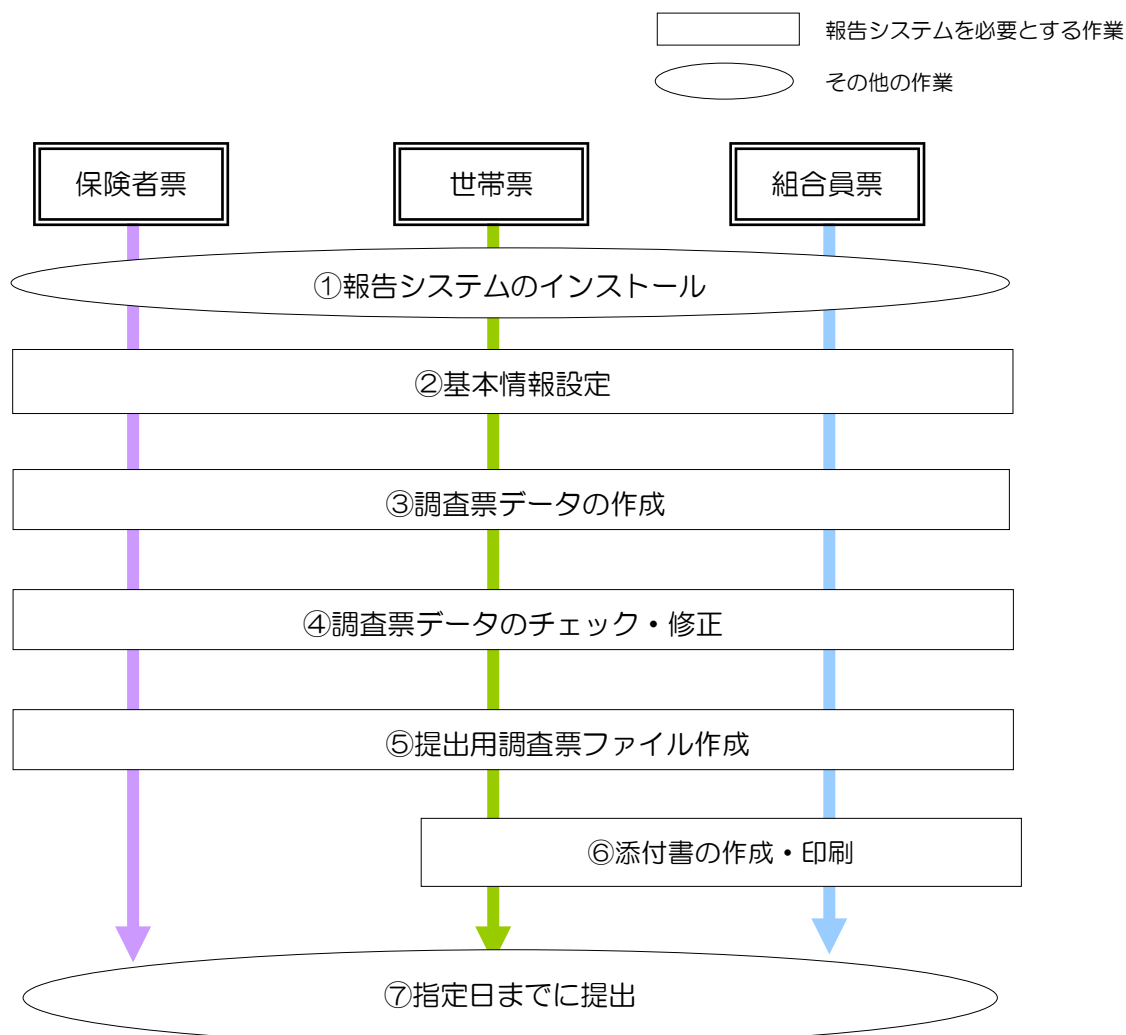 報告システムを必要とする作業
その他の作業
保険者票
世帯票
組合員票
①報告システムのインストール
②基本情報設定
③調査票データの作成
④調査票データのチェック・修正
⑤提出用調査票ファイル作成
⑥添付書の作成・印刷
⑦指定日までに提出